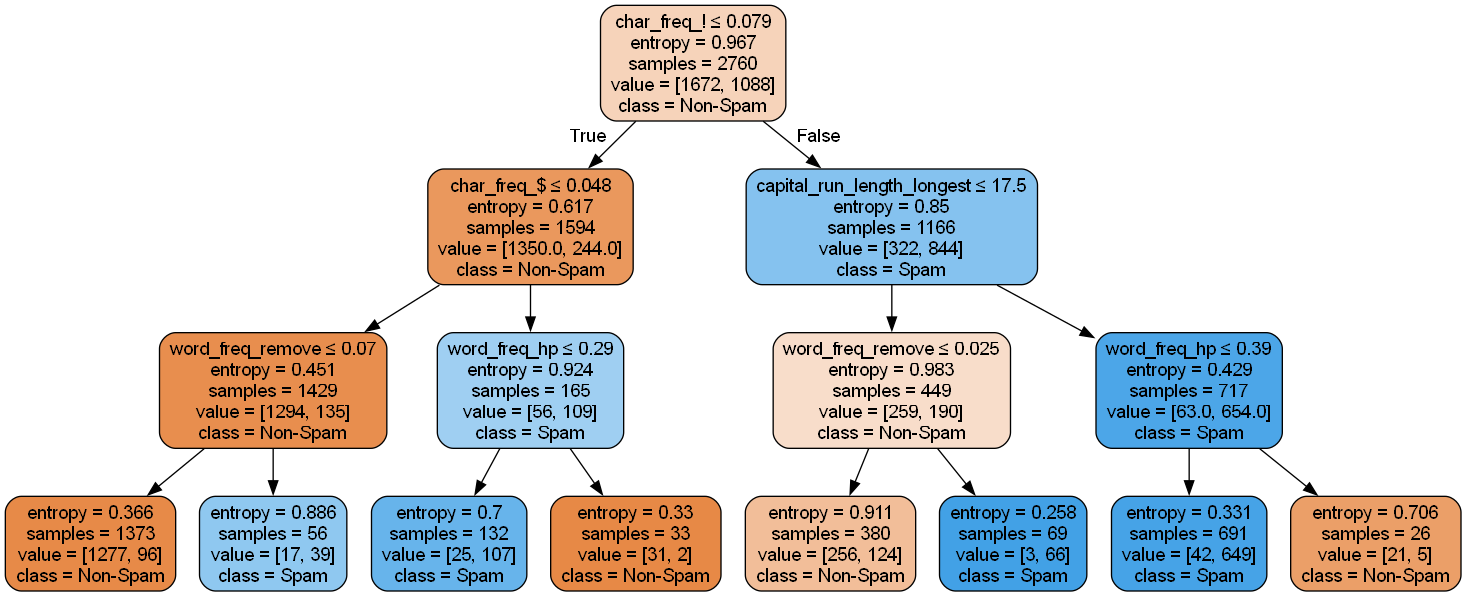 char_freq_! ≤ 0.079
entropy = 0.967
samples = 2760
value = [1672, 1088]
class = Non-Spam
True
False
char_freq_$ ≤ 0.048
entropy = 0.617
samples = 1594
value = [1350.0, 244.0]
class = Non-Spam
capital_run_length_longest ≤ 17.5
entropy = 0.85
samples = 1166
value = [322, 844]
class = Spam
word_freq_remove ≤ 0.07
entropy = 0.451
samples = 1429
value = [1294, 135]
class = Non-Spam
word_freq_hp ≤ 0.29
entropy = 0.924
samples = 165
value = [56, 109]
class = Spam
word_freq_remove ≤ 0.025
entropy = 0.983
samples = 449
value = [259, 190]
class = Non-Spam
word_freq_hp ≤ 0.39
entropy = 0.429
samples = 717
value = [63.0, 654.0]
class = Spam
entropy = 0.366
samples = 1373
value = [1277, 96]
class = Non-Spam
entropy = 0.886
samples = 56
value = [17, 39]
class = Spam
entropy = 0.7
samples = 132
value = [25, 107]
class = Spam
entropy = 0.33
samples = 33
value = [31, 2]
class = Non-Spam
entropy = 0.911
samples = 380
value = [256, 124]
class = Non-Spam
entropy = 0.258
samples = 69
value = [3, 66]
class = Spam
entropy = 0.331
samples = 691
value = [42, 649]
class = Spam
entropy = 0.706
samples = 26
value = [21, 5]
class = Non-Spam